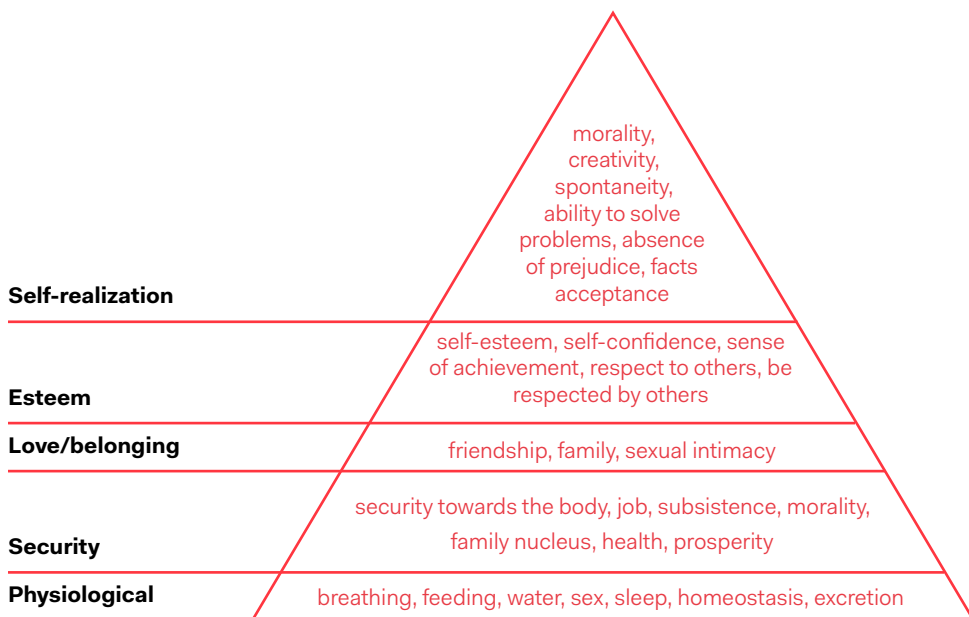 morality,
creativity,
spontaneity,
ability to solve
problems, absence
of prejudice, facts
acceptance
Self-realization
self-esteem, self-confidence, sense
of achievement, respect to others, be
respected by others
Esteem
Love/belonging
friendship, family, sexual intimacy
security towards the body, job, subsistence, morality,
family nucleus, health, prosperity
Security
Physiological
breathing, feeding, water, sex, sleep, homeostasis, excretion